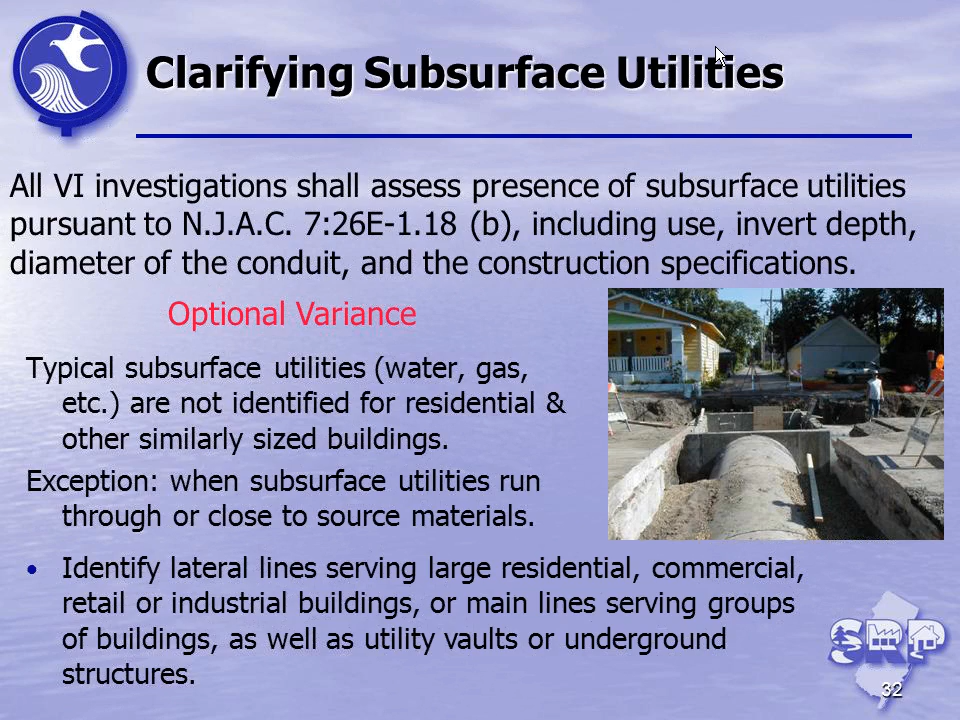 Clarifying Subsurface Utilities
All VI investigations shall assess presence of subsurface utilities
pursuant to N.J.A.C. 7:26E-1.18 (b), including use, invert depth,
diameter of the conduit, and the construction specifications.
Optional Variance
Typical subsurface utilities (water, gas,
etc.) are not identified for residential &
other similarly sized buildings.
Exception: when subsurface utilities run
through or close to source materials.
• Identify lateral lines serving large residential, commercial,
retail or industrial buildings, or main lines serving groups
of buildings, as well as utility vaults or underground
structures.
SRP
32